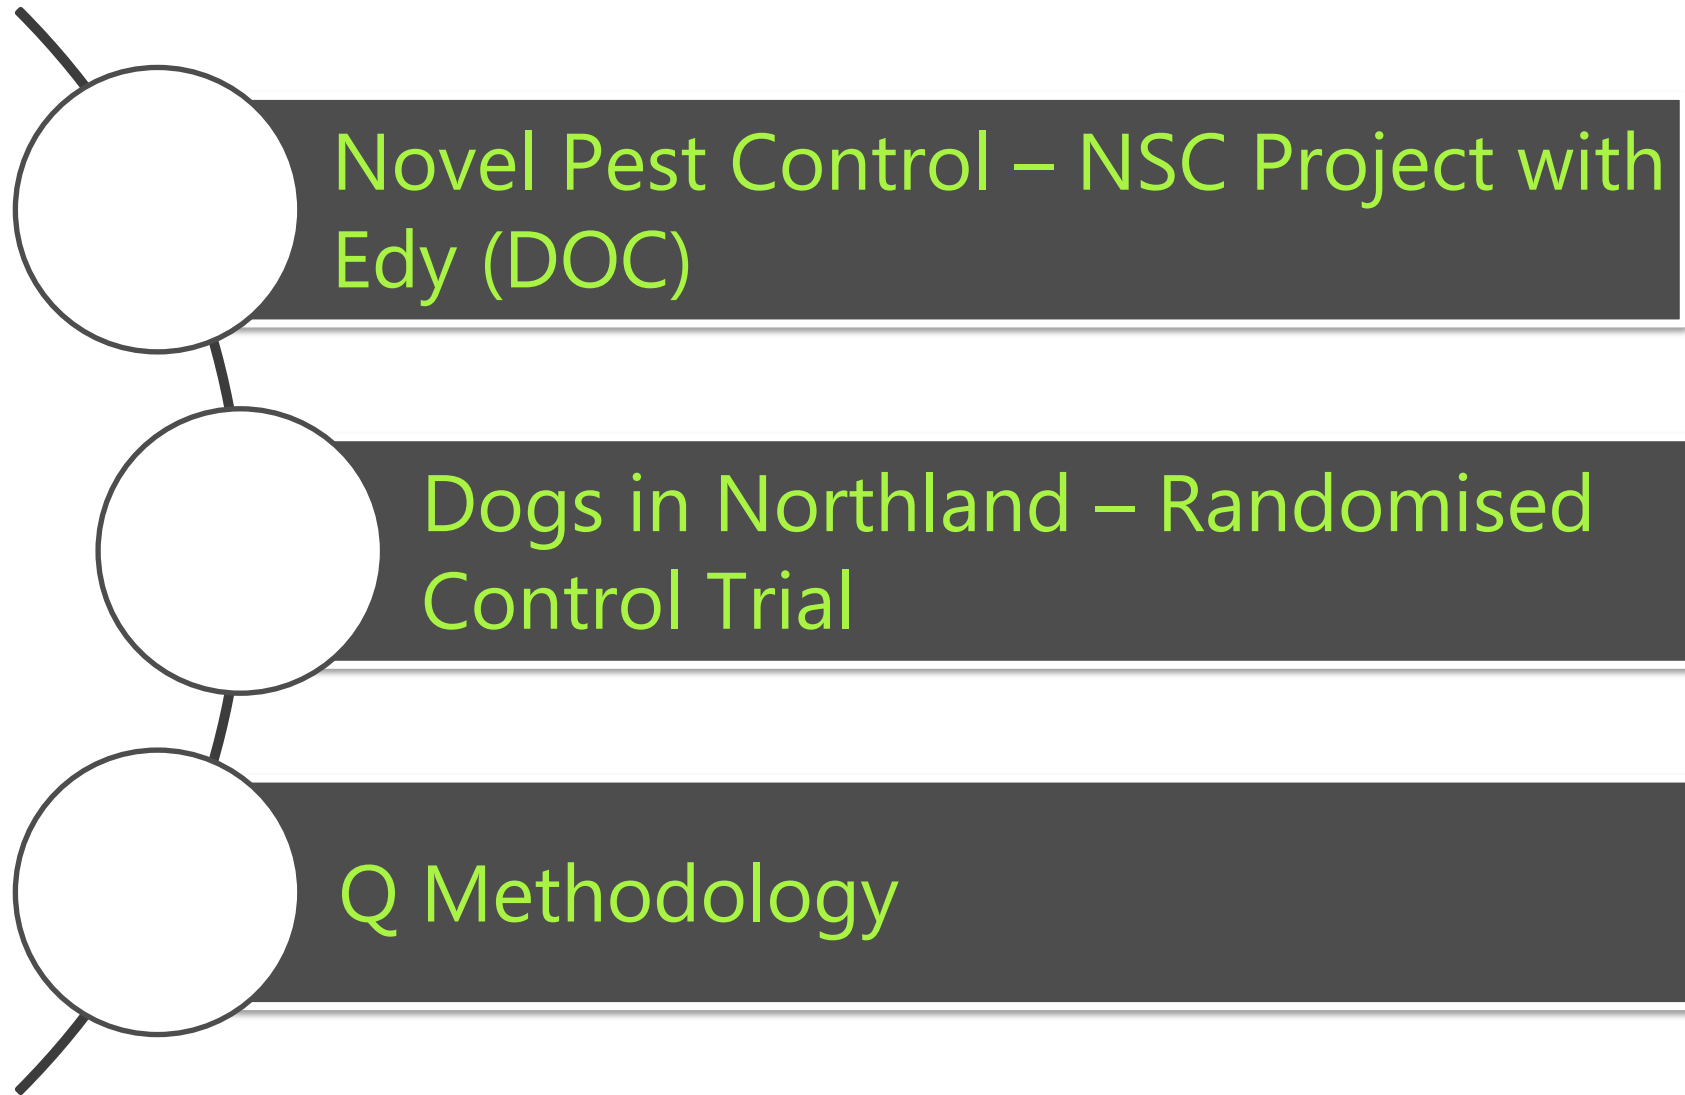 Novel Pest Control – NSC Project with
Edy (DOC)
Dogs in Northland – Randomised
Control Trial
Q Methodology